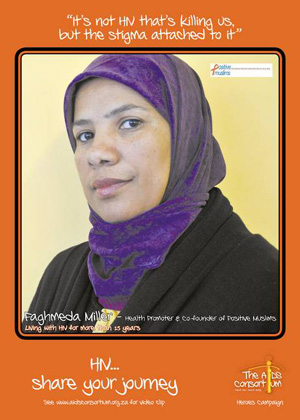 "It's not HIV that's killing us,
but the stigma attached to it"
Positive
muslims
Faghmeda Miller - Health Promoter & Co-founder of Positive Muslims
Living with HIV for more than 15 years
HIV...
share your journey
See www.aidsconsortium.org.za for video clip
The AIDS
Consortium
Heroes Campaign